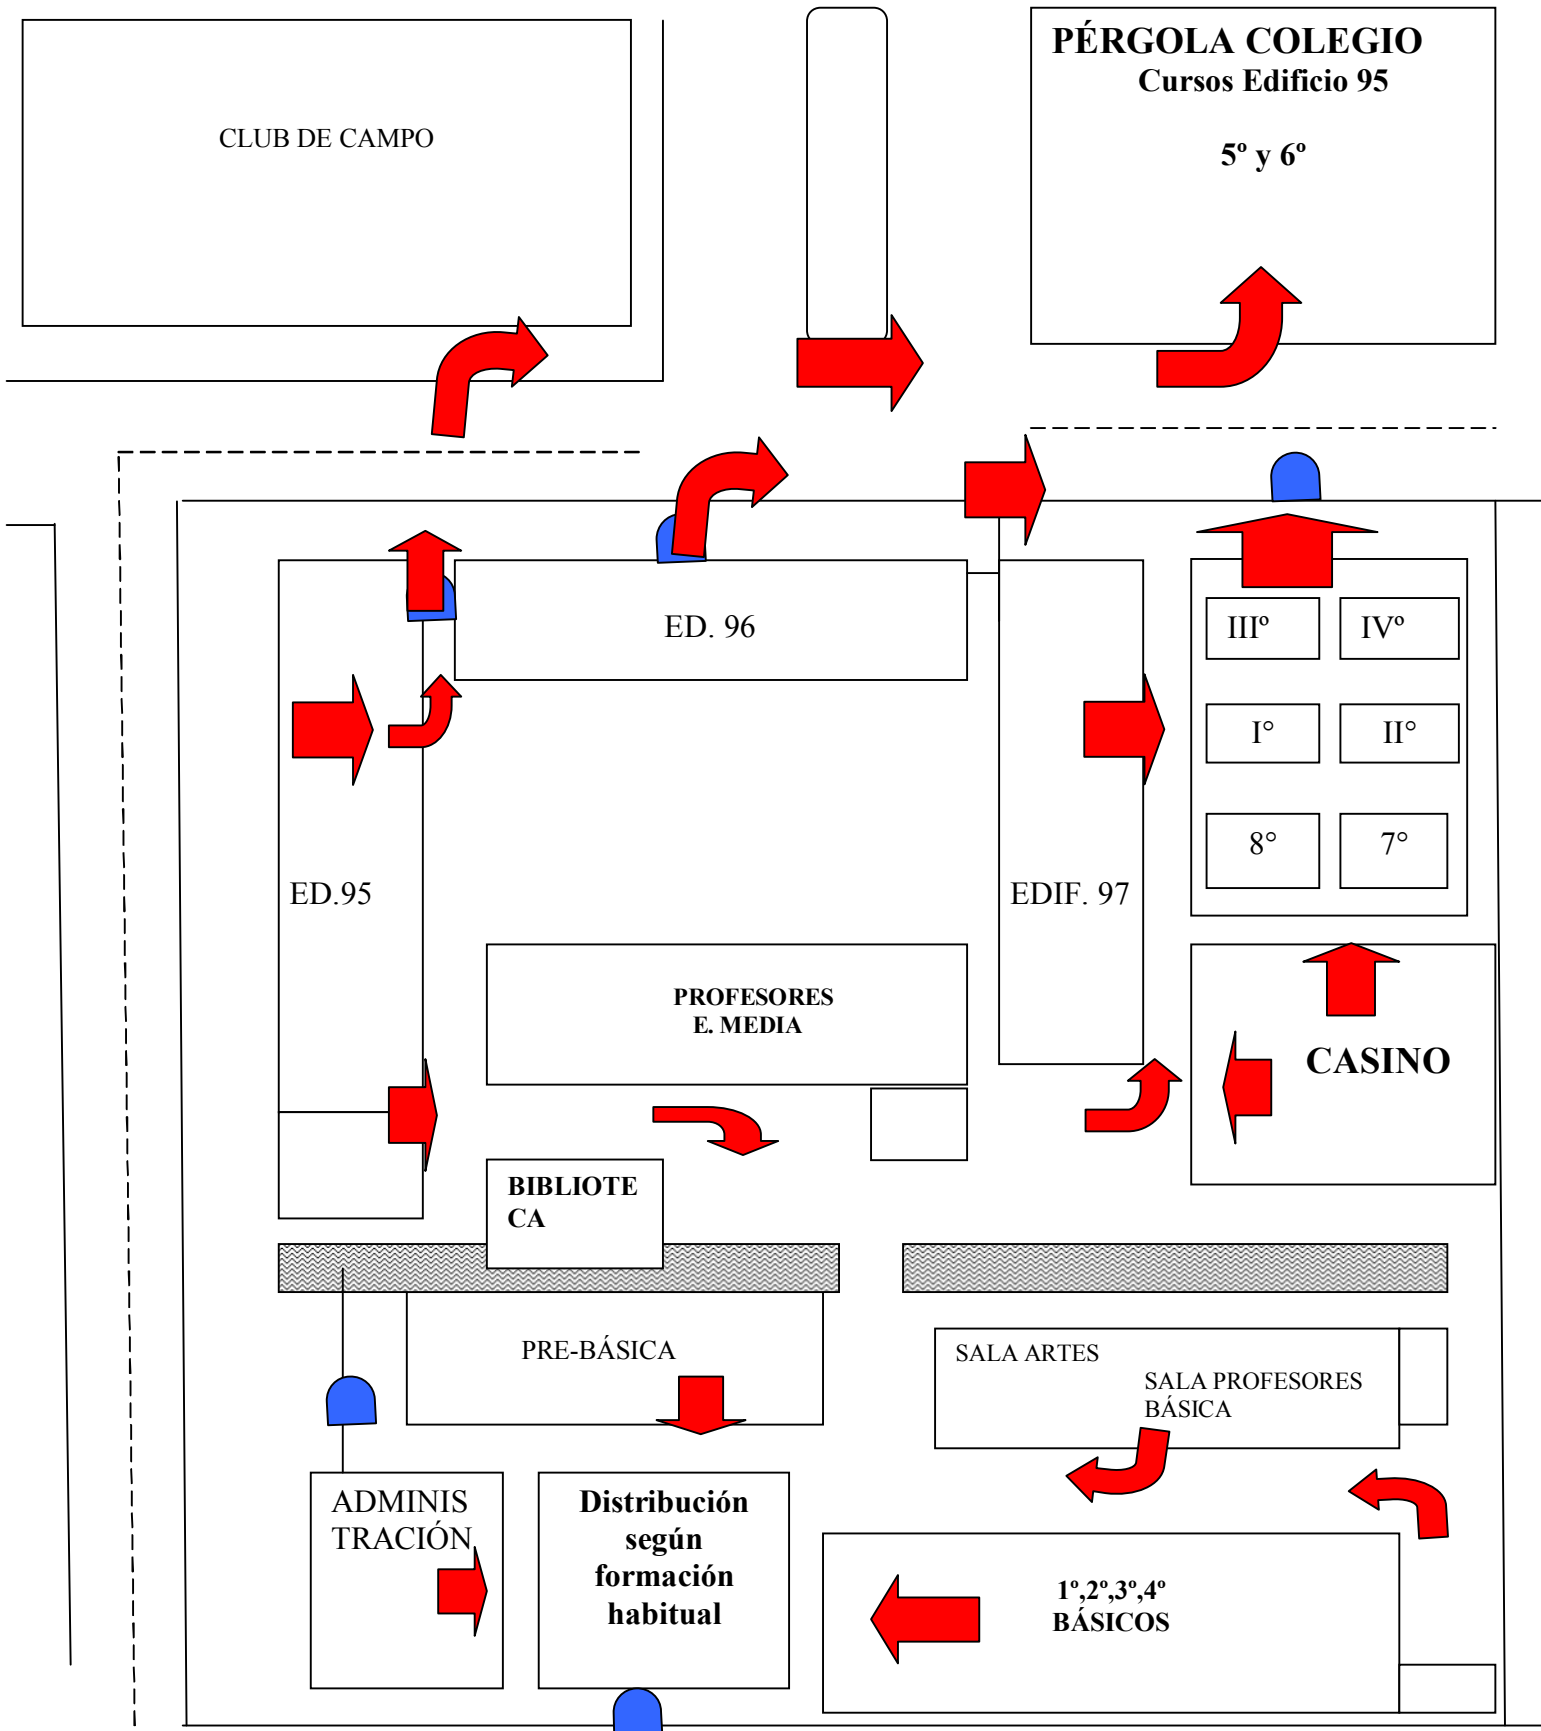 PÉRGOLA COLEGIO
Cursos Edificio 95
5º y 6º
CLUB DE CAMPO
ED. 96
IIIº
IVº
I°
II°
8°
7°
ED.95
EDIF. 97
PROFESORES
E. MEDIA
CASINO
BIBLIOTE
CA
PRE-BÁSICA
SALA ARTES
SALA PROFESORES
BÁSICA
ADMINIS
TRACIÓN
Distribución
según
formación
habitual
1º,2º,3º,4º
BÁSICOS